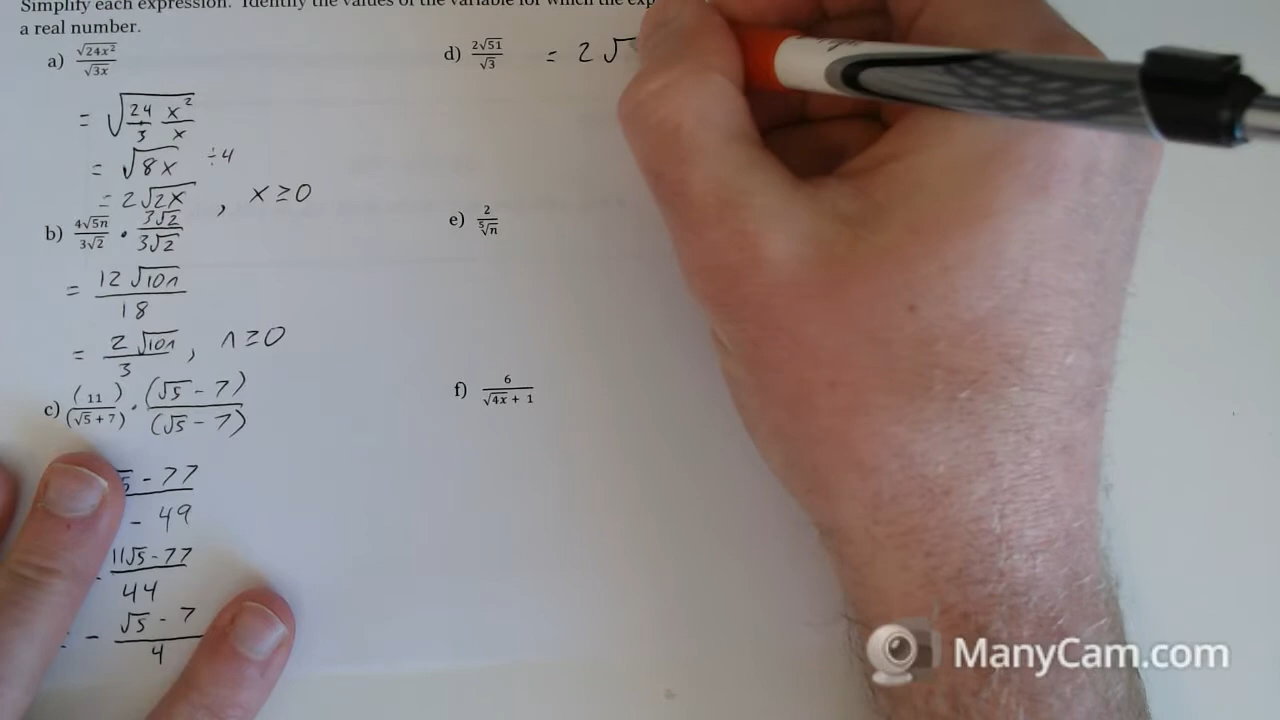 Simplify each expression. Identify the values of the variable for which the exp
a real number.
a) √24x² / √3x
= √(24/3 x²/x)
= √8x ÷4
= 2√2x , x ≥ 0
b) 4√5n / 3√2 · 3√2 / 3√2
= 12√10n / 18
= 2√10n / 3 , n ≥ 0
c) (11) / (√5 + 7) · (√5 - 7) / (√5 - 7)
5 - 77 / - 49
11√5 - 77 / 44
= - √5 - 7 / 4
d) 2√51 / √3 = 2√
e) 2 / ⁵√n
f) 6 / √4x + 1
ManyCam.com